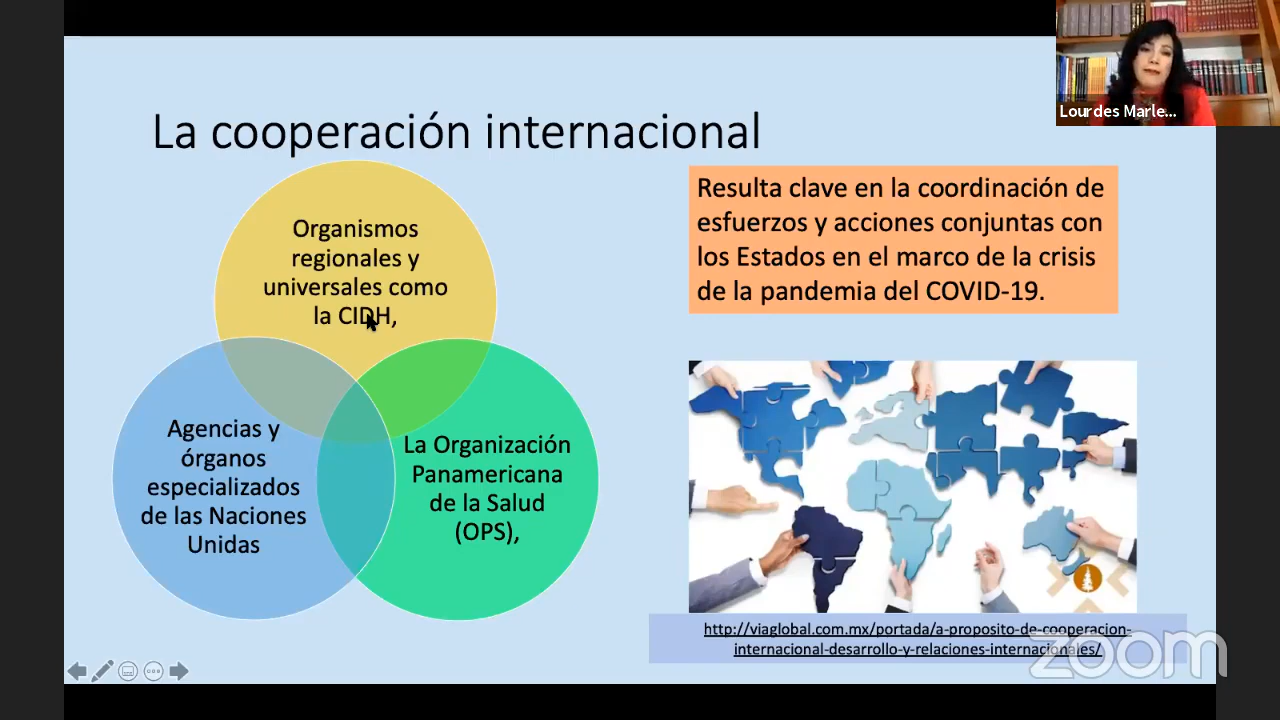 La cooperación internacional
Organismos
regionales y
universales como
la CIDH,
Agencias y
órganos
especializados
de las Naciones
Unidas
La Organización
Panamericana
de la Salud
(OPS),
Resulta clave en la coordinación de
esfuerzos y acciones conjuntas con
los Estados en el marco de la crisis
de la pandemia del COVID-19.
http://viaglobal.com.mx/portada/a-proposito-de-cooperacion-
internacional-desarrollo-y-relaciones-internacionales/
Lourdes Marle...
zoom